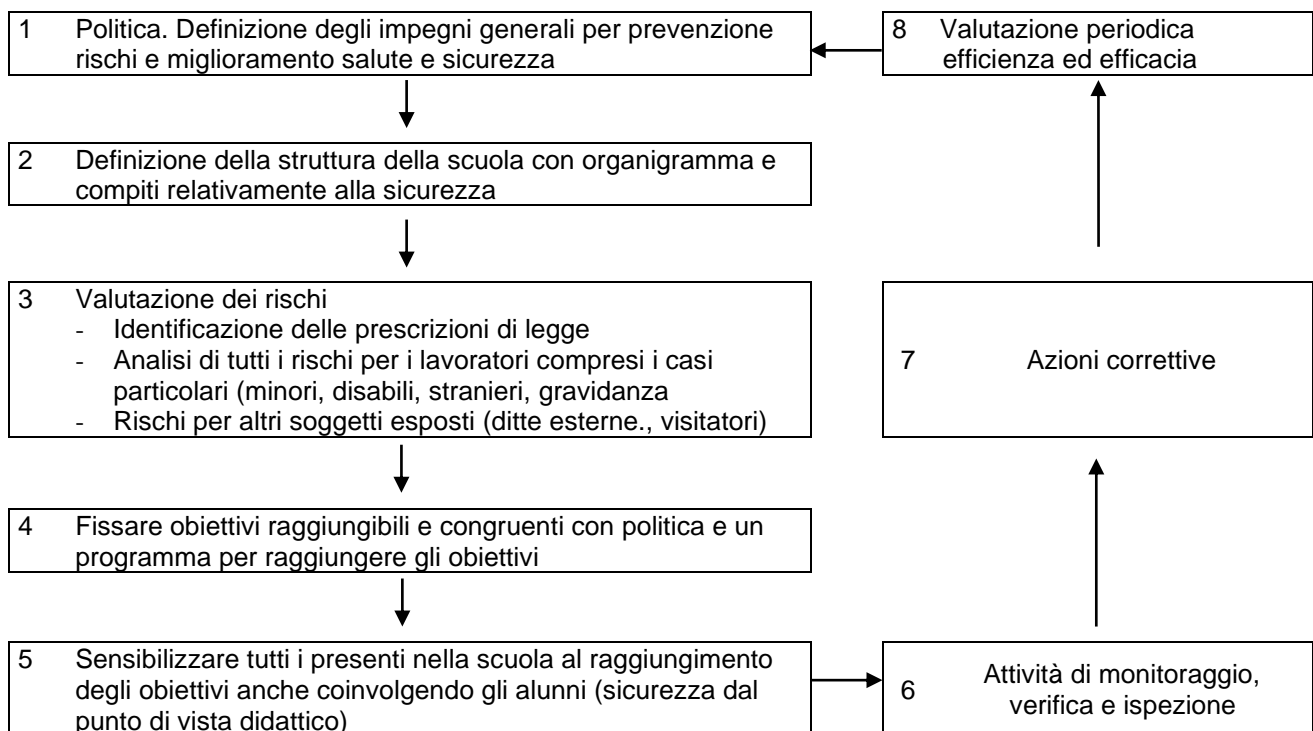 1 Politica. Definizione degli impegni generali per prevenzione
rischi e miglioramento salute e sicurezza
2 Definizione della struttura della scuola con organigramma e
compiti relativamente alla sicurezza
3 Valutazione dei rischi
- Identificazione delle prescrizioni di legge
- Analisi di tutti i rischi per i lavoratori compresi i casi
particolari (minori, disabili, stranieri, gravidanza
- Rischi per altri soggetti esposti (ditte esterne., visitatori)
4 Fissare obiettivi raggiungibili e congruenti con politica e un
programma per raggiungere gli obiettivi
5 Sensibilizzare tutti i presenti nella scuola al raggiungimento
degli obiettivi anche coinvolgendo gli alunni (sicurezza dal
punto di vista didattico)
6 Attività di monitoraggio,
verifica e ispezione
7 Azioni correttive
8 Valutazione periodica
efficienza ed efficacia